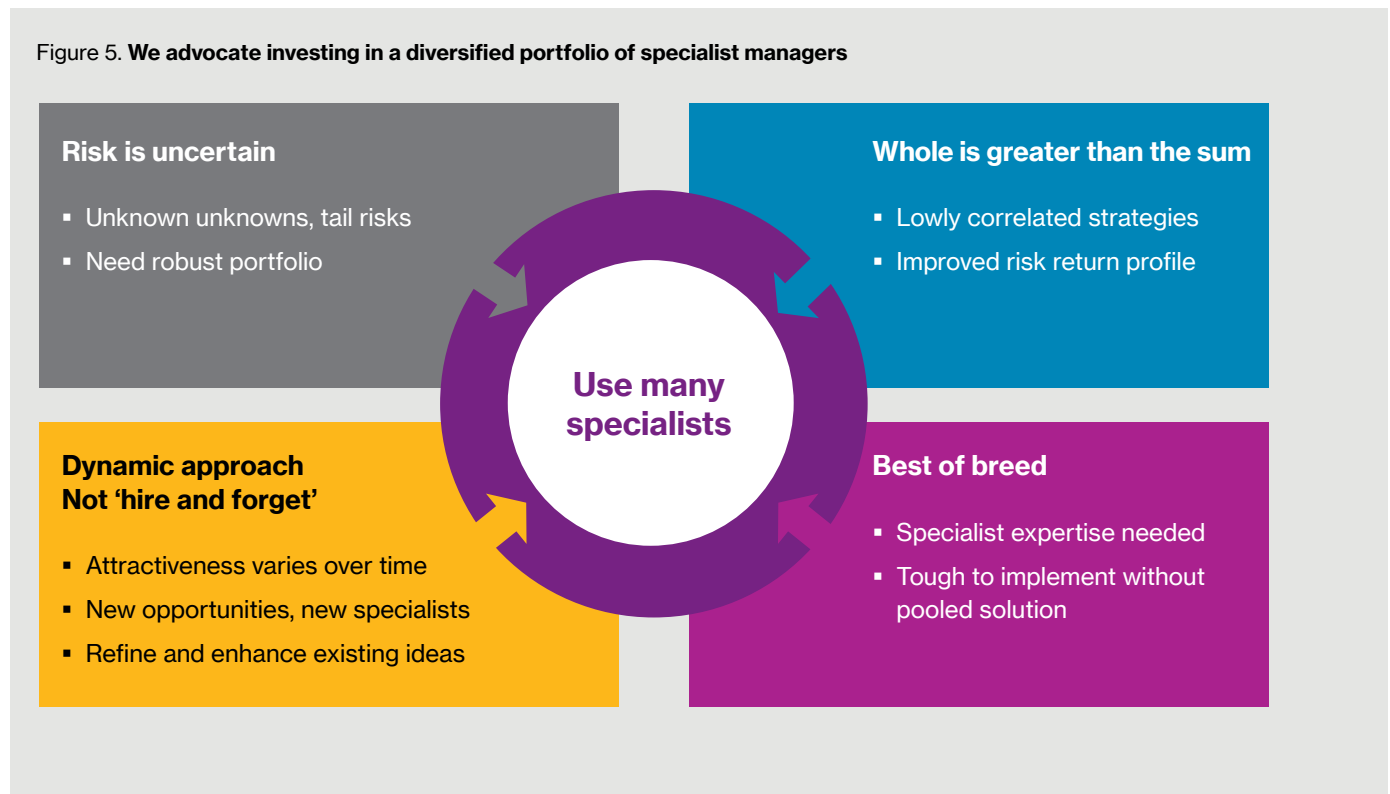 Figure 5. We advocate investing in a diversified portfolio of specialist managers
Risk is uncertain
▪ Unknown unknowns, tail risks
▪ Need robust portfolio
Whole is greater than the sum
▪ Lowly correlated strategies
▪ Improved risk return profile
Use many
specialists
Dynamic approach
Not ‘hire and forget’
▪ Attractiveness varies over time
▪ New opportunities, new specialists
▪ Refine and enhance existing ideas
Best of breed
▪ Specialist expertise needed
▪ Tough to implement without
pooled solution